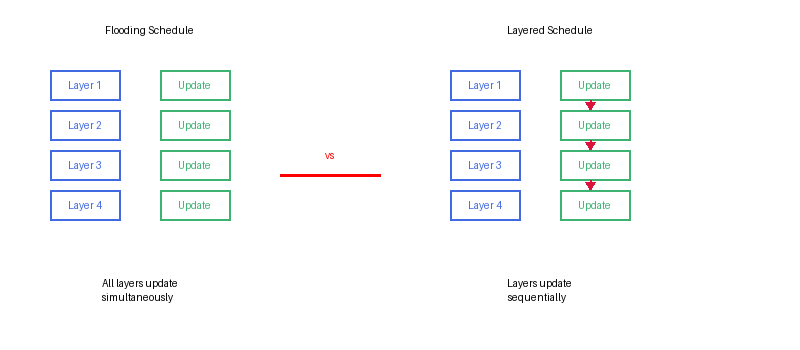 Flooding Schedule
Layer 1 Update
Layer 2 Update
Layer 3 Update
Layer 4 Update
All layers update
simultaneously
vs
Layered Schedule
Layer 1 Update
Layer 2 Update
Layer 3 Update
Layer 4 Update
Layers update
sequentially